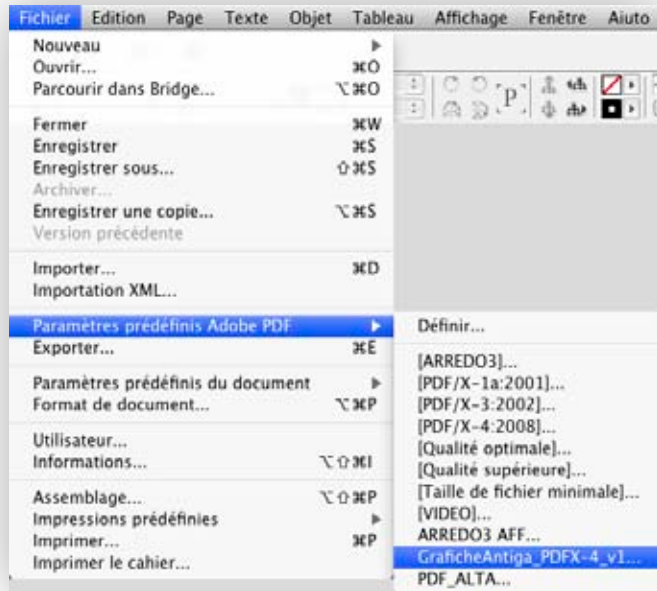 Fichier Edition Page Texte Objet Tableau Affichage Fenêtre Aiuto
Nouveau
Ouvrir... ⌘O
Parcourir dans Bridge... ⌥⌘O
Fermer ⌘W
Enregistrer ⌘S
Enregistrer sous... ⇧⌘S
Archiver...
Enregistrer une copie... ⌥⌘S
Version précédente
Importer... ⌘D
Importation XML...
Paramètres prédéfinis Adobe PDF
Exporter... ⌘E
Paramètres prédéfinis du document
Format de document... ⌥⌘P
Utilisateur...
Informations... ⌥⇧⌘I
Assemblage... ⌥⇧⌘P
Impressions prédéfinies
Imprimer... ⌘P
Imprimer le cahier...
P
Définir...
[ARREDO3]...
[PDF/X-1a:2001]...
[PDF/X-3:2002]...
[PDF/X-4:2008]...
[Qualité optimale]...
[Qualité supérieure]...
[Taille de fichier minimale]...
[VIDEO]...
ARREDO3 AFF...
GraficheAntiga_PDFX-4_v1...
PDF_ALTA...